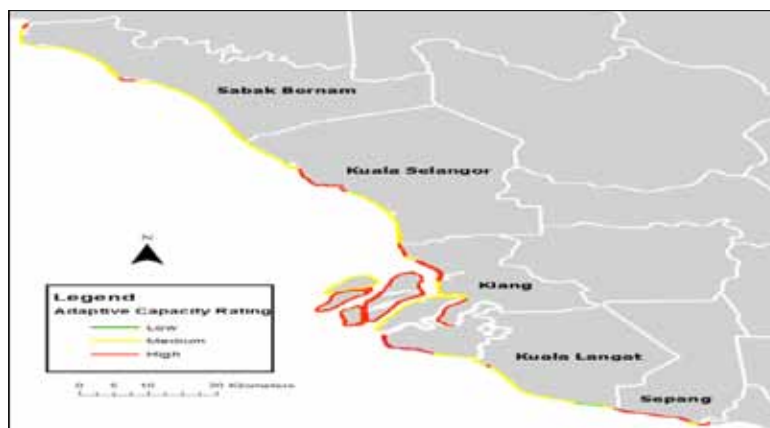 Sabak Bornam
Kuala Selangor
N
Klang
Legend
Adaptive Capacity Rating
Low
Medium
High
Kuala Langat
0 5 10 20 Kilometers
Sepang